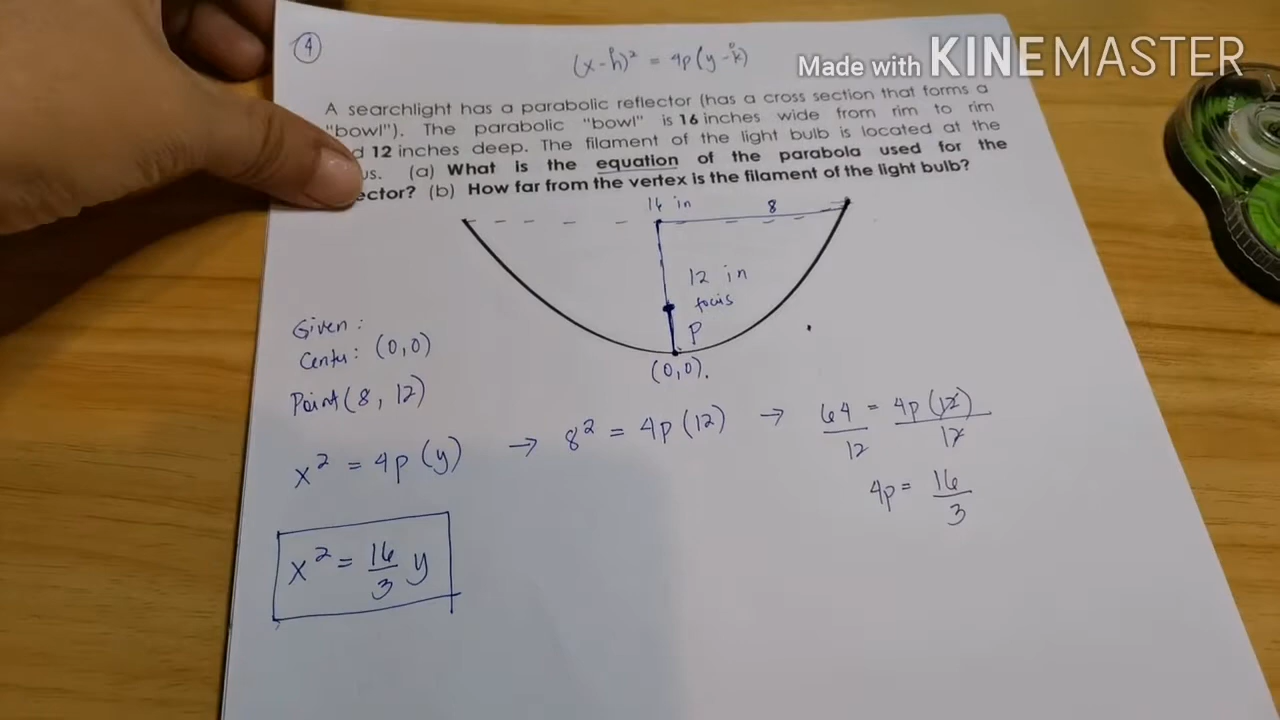 4
(x-h)² = 4p(y-k)
Made with KINEMASTER
A searchlight has a parabolic reflector (has a cross section that forms a
"bowl"). The parabolic "bowl" is 16 inches wide from rim to rim
12 inches deep. The filament of the light bulb is located at the
(a) What is the equation of the parabola used for the
(b) How far from the vertex is the filament of the light bulb?
16 in
8
12 in
focus
p
(0,0).
Given:
Center: (0,0)
Point (8, 12)
x² = 4p(y) → 8² = 4p(12) → 64/12 = 4p(12)/12
4p = 16/3
x² = 16/3 y